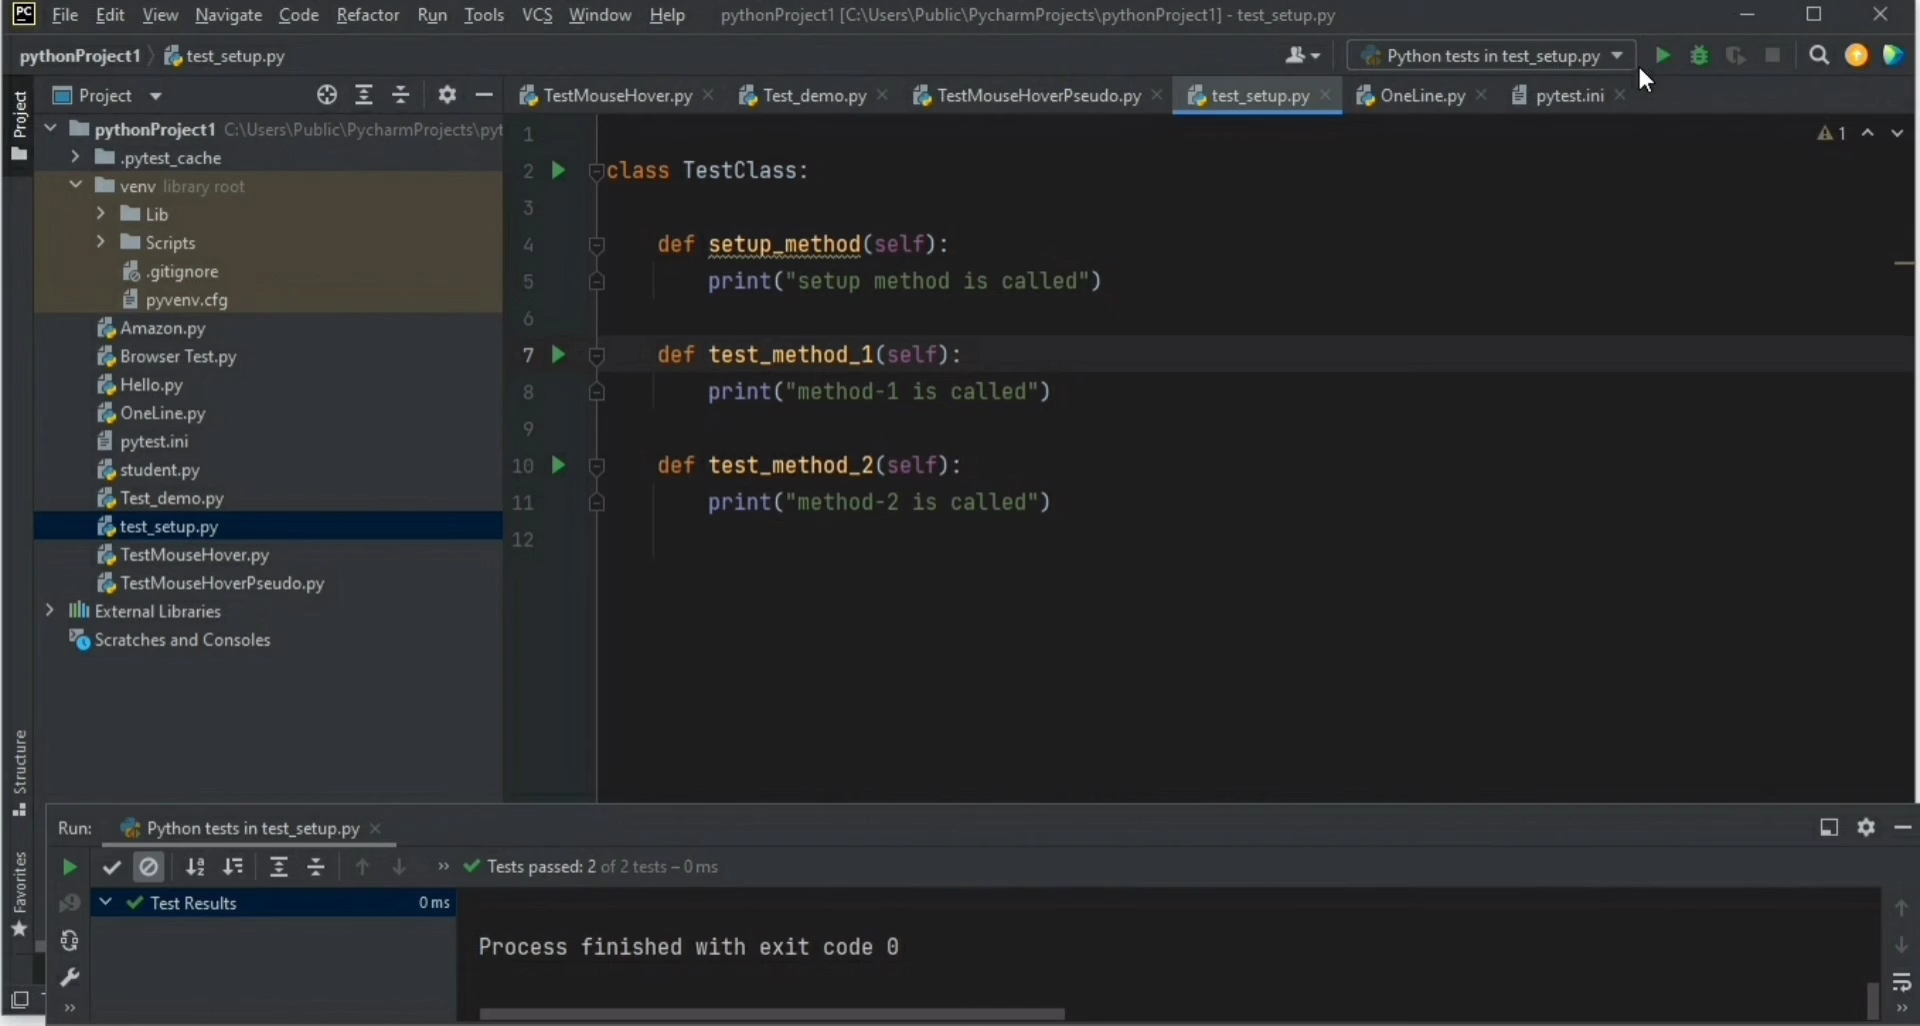 PC File Edit View Navigate Code Refactor Run Tools VCS Window Help pythonProject1 [C:\Users\Public\PycharmProjects\pythonProject1] - test_setup.py
pythonProject1 test_setup.py Python tests in test_setup.py
Project Project TestMouseHover.py Test_demo.py TestMouseHoverPseudo.py test_setup.py OneLine.py pytest.ini
pythonProject1 C:\Users\Public\PycharmProjects\pyt
.pytest_cache
venv library root
Lib
Scripts
.gitignore
pyvenv.cfg
Amazon.py
Browser Test.py
Hello.py
OneLine.py
pytest.ini
student.py
Test_demo.py
test_setup.py
TestMouseHover.py
TestMouseHoverPseudo.py
External Libraries
Scratches and Consoles
1
2 class TestClass:
3
4 def setup_method(self):
5 print("setup method is called")
6
7 def test_method_1(self):
8 print("method-1 is called")
9
10 def test_method_2(self):
11 print("method-2 is called")
12
1
Structure
Favorites
Run: Python tests in test_setup.py
Tests passed: 2 of 2 tests – 0 ms
Test Results 0 ms
Process finished with exit code 0